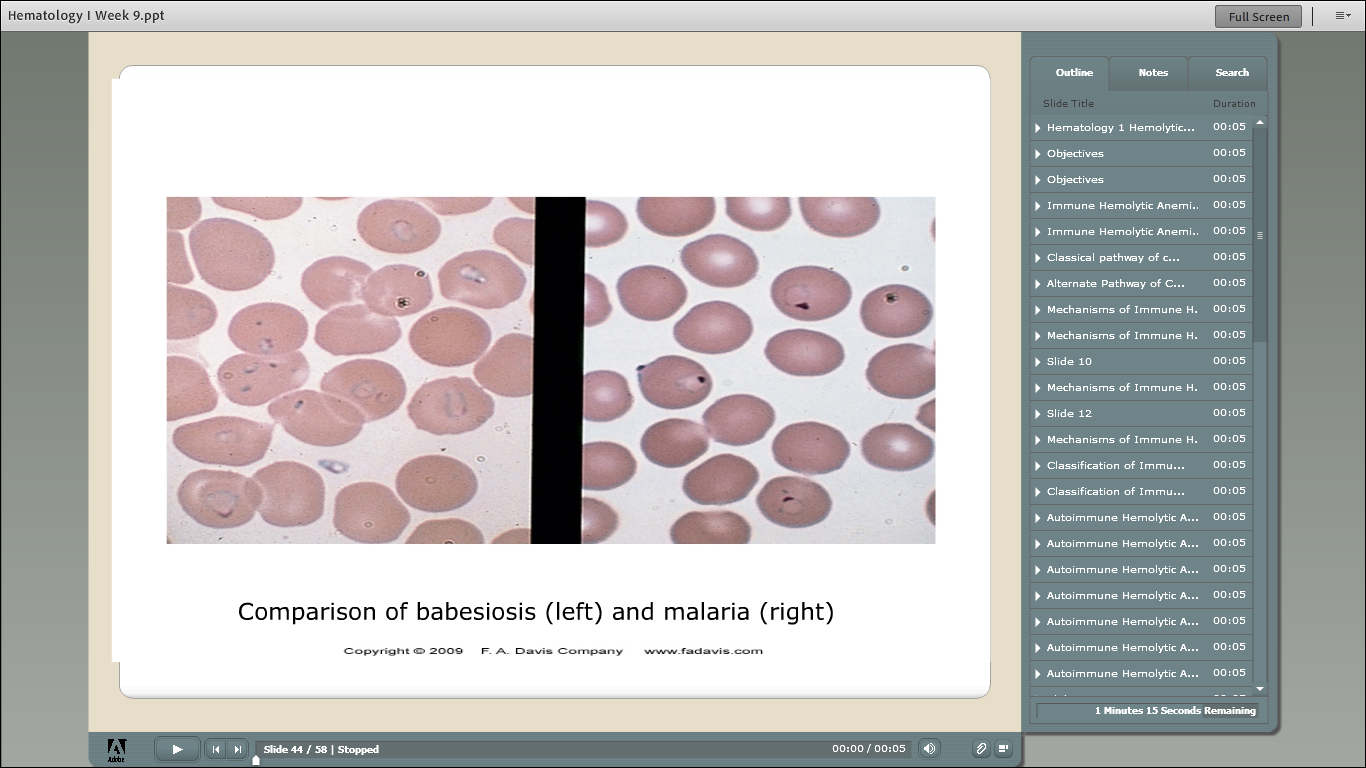 Hematology I Week 9.ppt
Full Screen
Comparison of babesiosis (left) and malaria (right)
Copyright © 2009 F. A. Davis Company www.fadavis.com
Outline Notes Search
Slide Title Duration
Hematology 1 Hemolytic... 00:05
Objectives 00:05
Objectives 00:05
Immune Hemolytic Anemi.. 00:05
Immune Hemolytic Anemi.. 00:05
Classical pathway of c... 00:05
Alternate Pathway of C... 00:05
Mechanisms of Immune H. 00:05
Mechanisms of Immune H. 00:05
Slide 10 00:05
Mechanisms of Immune H. 00:05
Slide 12 00:05
Mechanisms of Immune H. 00:05
Classification of Immu... 00:05
Classification of Immu... 00:05
Autoimmune Hemolytic A... 00:05
Autoimmune Hemolytic A... 00:05
Autoimmune Hemolytic A... 00:05
Autoimmune Hemolytic A... 00:05
Autoimmune Hemolytic A... 00:05
Autoimmune Hemolytic A... 00:05
Autoimmune Hemolytic A... 00:05
1 Minutes 15 Seconds Remaining
Adobe
Slide 44 / 58 | Stopped
00:00 / 00:05